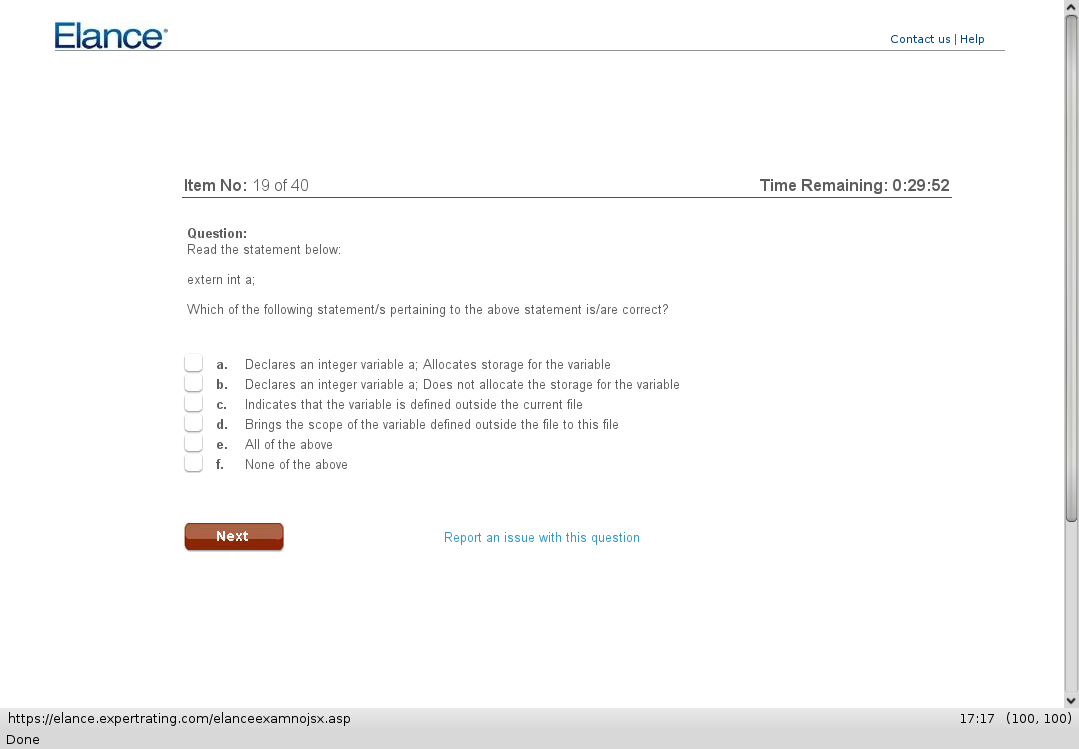 Elance
Contact us | Help
Item No: 19 of 40 Time Remaining: 0:29:52
Question:
Read the statement below:
extern int a;
Which of the following statement/s pertaining to the above statement is/are correct?
a. Declares an integer variable a; Allocates storage for the variable
b. Declares an integer variable a; Does not allocate the storage for the variable
c. Indicates that the variable is defined outside the current file
d. Brings the scope of the variable defined outside the file to this file
e. All of the above
f. None of the above
Next Report an issue with this question
https://elance.expertrating.com/elanceexamnojsx.asp 17:17 (100, 100)
Done